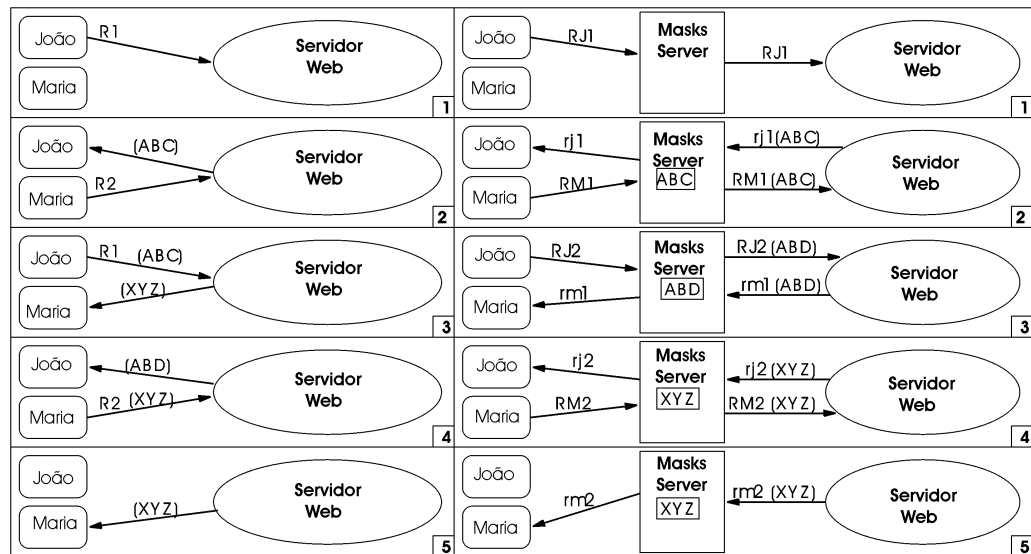 João
R1
Maria
Servidor
Web
1
João
RJ1
Maria
Masks
Server
RJ1
Servidor
Web
1
João
(ABC)
Maria
R2
Servidor
Web
2
João
rj1
Maria
RM1
Masks
Server
ABC
rj1(ABC)
RM1(ABC)
Servidor
Web
2
João
R1 (ABC)
(XYZ)
Maria
Servidor
Web
3
João
RJ2
Maria
rm1
Masks
Server
ABD
RJ2 (ABD)
rm1 (ABD)
Servidor
Web
3
João
(ABD)
Maria
R2 (XYZ)
Servidor
Web
4
João
rj2
Maria
RM2
Masks
Server
XYZ
rj2 (XYZ)
RM2 (XYZ)
Servidor
Web
4
João
Maria
(XYZ)
Servidor
Web
5
João
Maria
rm2
Masks
Server
XYZ
rm2 (XYZ)
Servidor
Web
5